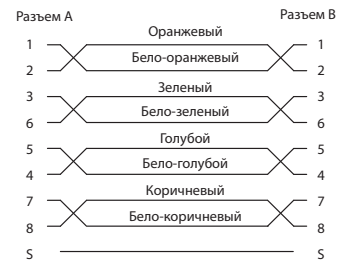 Разъем А Разъем В
Оранжевый
1 1
Бело-оранжевый
2 2
Зеленый
3 3
Бело-зеленый
6 6
Голубой
5 5
Бело-голубой
4 4
Коричневый
7 7
Бело-коричневый
8 8
S S